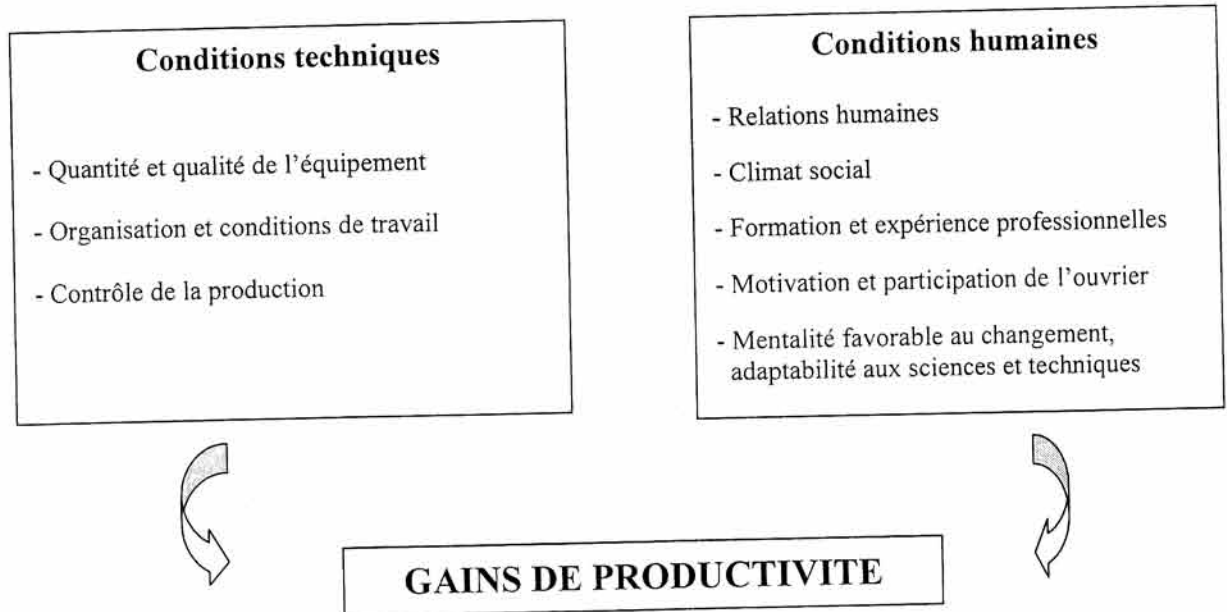 Conditions techniques
- Quantité et qualité de l'équipement
- Organisation et conditions de travail
- Contrôle de la production
Conditions humaines
- Relations humaines
- Climat social
- Formation et expérience professionnelles
- Motivation et participation de l'ouvrier
- Mentalité favorable au changement,
adaptabilité aux sciences et techniques
GAINS DE PRODUCTIVITE